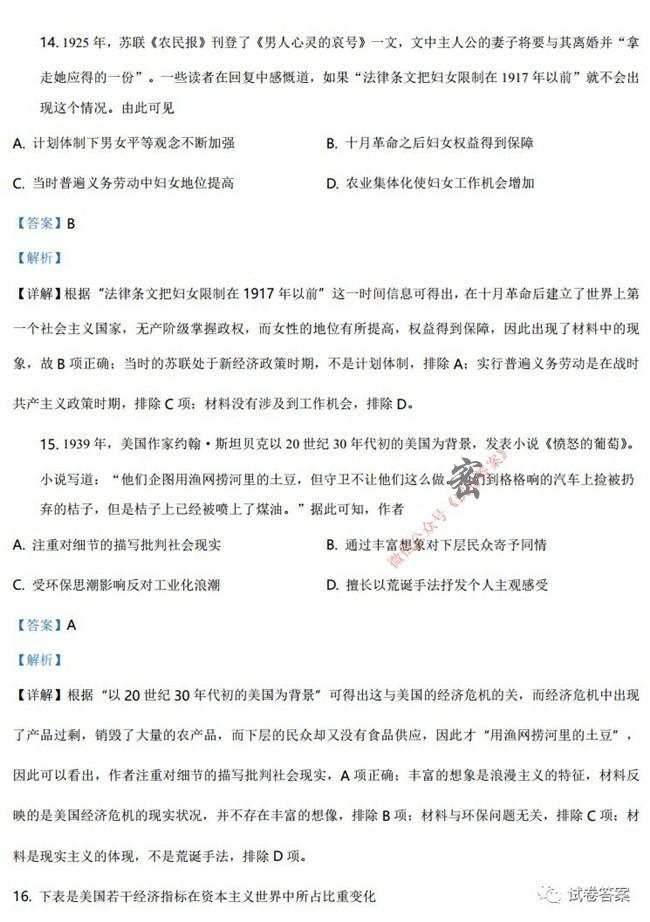 14. 1925 年，苏联《农民报》刊登了《男人心灵的哀号》一文，文中主人公的妻子将要与其离婚并“拿
走她应得的一份”。一些读者在回复中感慨道，如果“法律条文把妇女限制在 1917 年以前”就不会出
现这个情况。由此可见
A. 计划体制下男女平等观念不断加强 B. 十月革命之后妇女权益得到保障
C. 当时普遍义务劳动中妇女地位提高 D. 农业集体化使妇女工作机会增加
【答案】B
【解析】
【详解】根据“法律条文把妇女限制在 1917 年以前”这一时间信息可得出，在十月革命后建立了世界上第
一个社会主义国家，无产阶级掌握政权，而女性的地位有所提高，权益得到保障，因此出现了材料中的现
象，故 B 项正确；当时的苏联处于新经济政策时期，不是计划体制，排除 A；实行普遍义务劳动是在战时
共产主义政策时期，排除 C 项；材料没有涉及到工作机会，排除 D。
15. 1939 年，美国作家约翰·斯坦贝克以 20 世纪 30 年代初的美国为背景，发表小说《愤怒的葡萄》。
小说写道：“他们企图用渔网捞河里的土豆，但守卫不让他们这么做。 到格格响的汽车上捡被扔
弃的桔子，但是桔子上已经被喷上了煤油。”据此可知，作者
A. 注重对细节的描写批判社会现实 B. 通过丰富想象对下层民众寄予同情
C. 受环保思潮影响反对工业化浪潮 D. 擅长以荒诞手法抒发个人主观感受
【答案】A
【解析】
【详解】根据“以 20 世纪 30 年代初的美国为背景”可得出这与美国的经济危机的关，而经济危机中出现
了产品过剩，销毁了大量的农产品，而下层的民众却又没有食品供应，因此才“用渔网捞河里的土豆”，
因此可以看出，作者注重对细节的描写批判社会现实，A 项正确；丰富的想象是浪漫主义的特征，材料反
映的是美国经济危机的现实状况，并不存在丰富的想像，排除 B 项；材料与环保问题无关，排除 C 项；材
料是现实主义的体现，不是荒诞手法，排除 D 项。
16. 下表是美国若干经济指标在资本主义世界中所占比重变化
密
微信公众号《 答案》
试卷答案